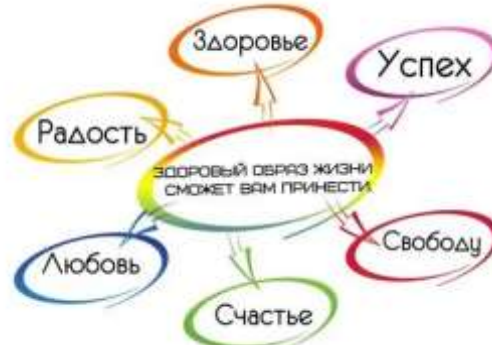 Здоровье
Успех
Радость
ЗДОРОВЫЙ ОБРАЗ ЖИЗНИ
СМОЖЕТ ВАМ ПРИНЕСТИ
Любовь
Свободу
Счастье